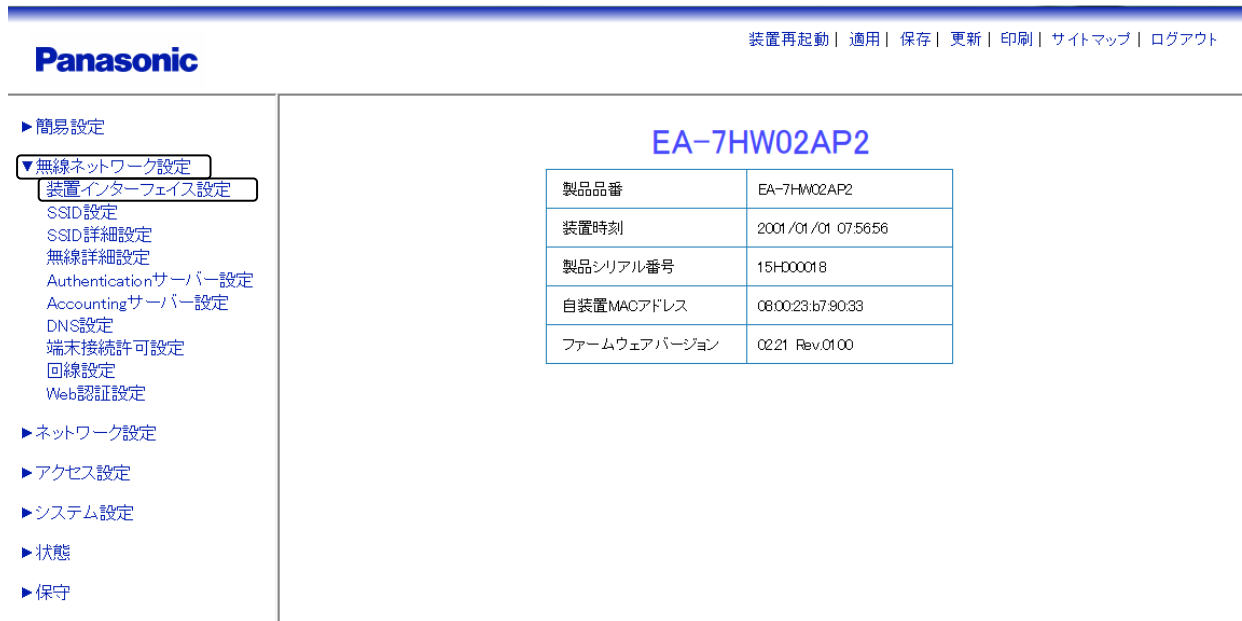 Panasonic
装置再起動| 適用| 保存| 更新| 印刷| サイトマップ| ログアウト
▶簡易設定
▼無線ネットワーク設定
装置インターフェイス設定
SSID設定
SSID詳細設定
無線詳細設定
Authenticationサーバー設定
Accountingサーバー設定
DNS設定
端末接続許可設定
回線設定
Web認証設定
▶ネットワーク設定
▶アクセス設定
▶システム設定
▶状態
▶保守
EA-7HW02AP2
製品品番 EA-7HW02AP2
装置時刻 2001/01/01 07:56:56
製品シリアル番号 15H000018
自装置MACアドレス 08:00:23:b7:90:33
ファームウェアバージョン 02.21 Rev.01.00